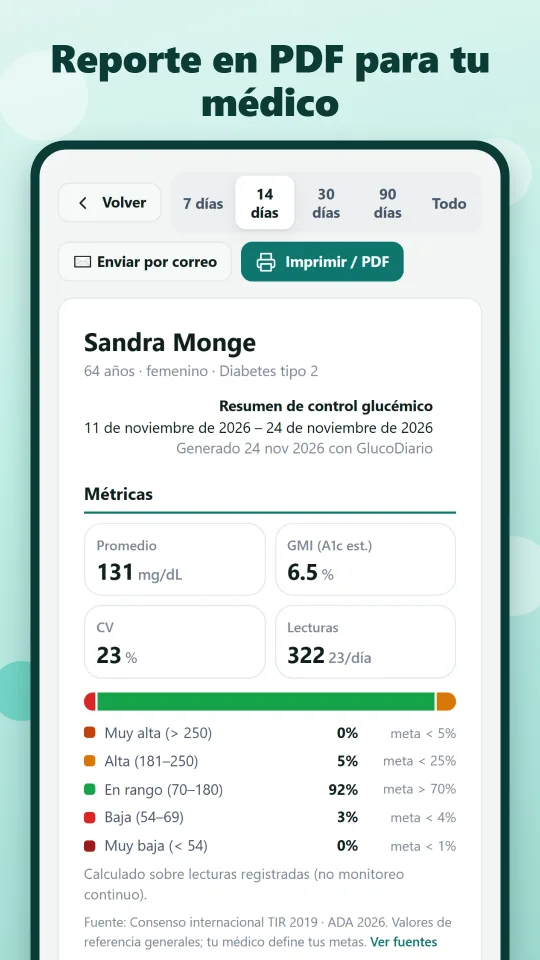 Reporte en PDF para tu
médico
Volver
7 días
14
días
30
días
90
días
Todo
Enviar por correo
Imprimir / PDF
Sandra Monge
64 años · femenino · Diabetes tipo 2
Resumen de control glucémico
11 de noviembre de 2026 – 24 de noviembre de 2026
Generado 24 nov 2026 con GlucoDiario
Métricas
Promedio
131 mg/dL
GMI (A1c est.)
6.5 %
CV
23 %
Lecturas
322 23/día
Muy alta (> 250) 0% meta < 5%
Alta (181–250) 5% meta < 25%
En rango (70–180) 92% meta > 70%
Baja (54–69) 3% meta < 4%
Muy baja (< 54) 0% meta < 1%
Calculado sobre lecturas registradas (no monitoreo
continuo).
Fuente: Consenso internacional TIR 2019 · ADA 2026. Valores de
referencia generales; tu médico define tus metas. Ver fuentes